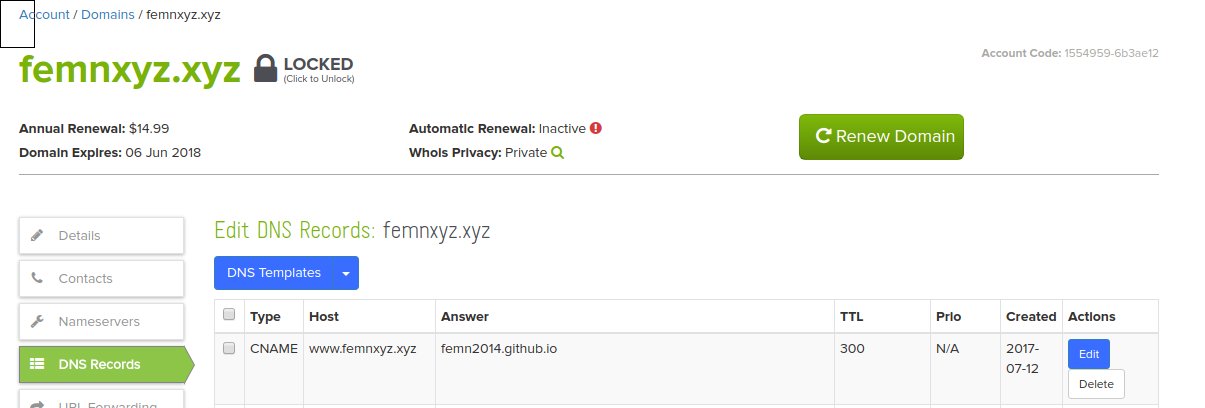 Account / Domains / femnxyz.xyz
Account Code: 1554959-6b3ae12
femnxyz.xyz LOCKED
(Click to Unlock)
Annual Renewal: $14.99 Automatic Renewal: Inactive
Renew Domain
Domain Expires: 06 Jun 2018 Whois Privacy: Private
Details
Contacts
Nameservers
DNS Records
URL Forwarding
Edit DNS Records: femnxyz.xyz
DNS Templates
Type Host Answer TTL Prio Created Actions
CNAME www.femnxyz.xyz femn2014.github.io 300 N/A 2017-
07-12
Edit
Delete